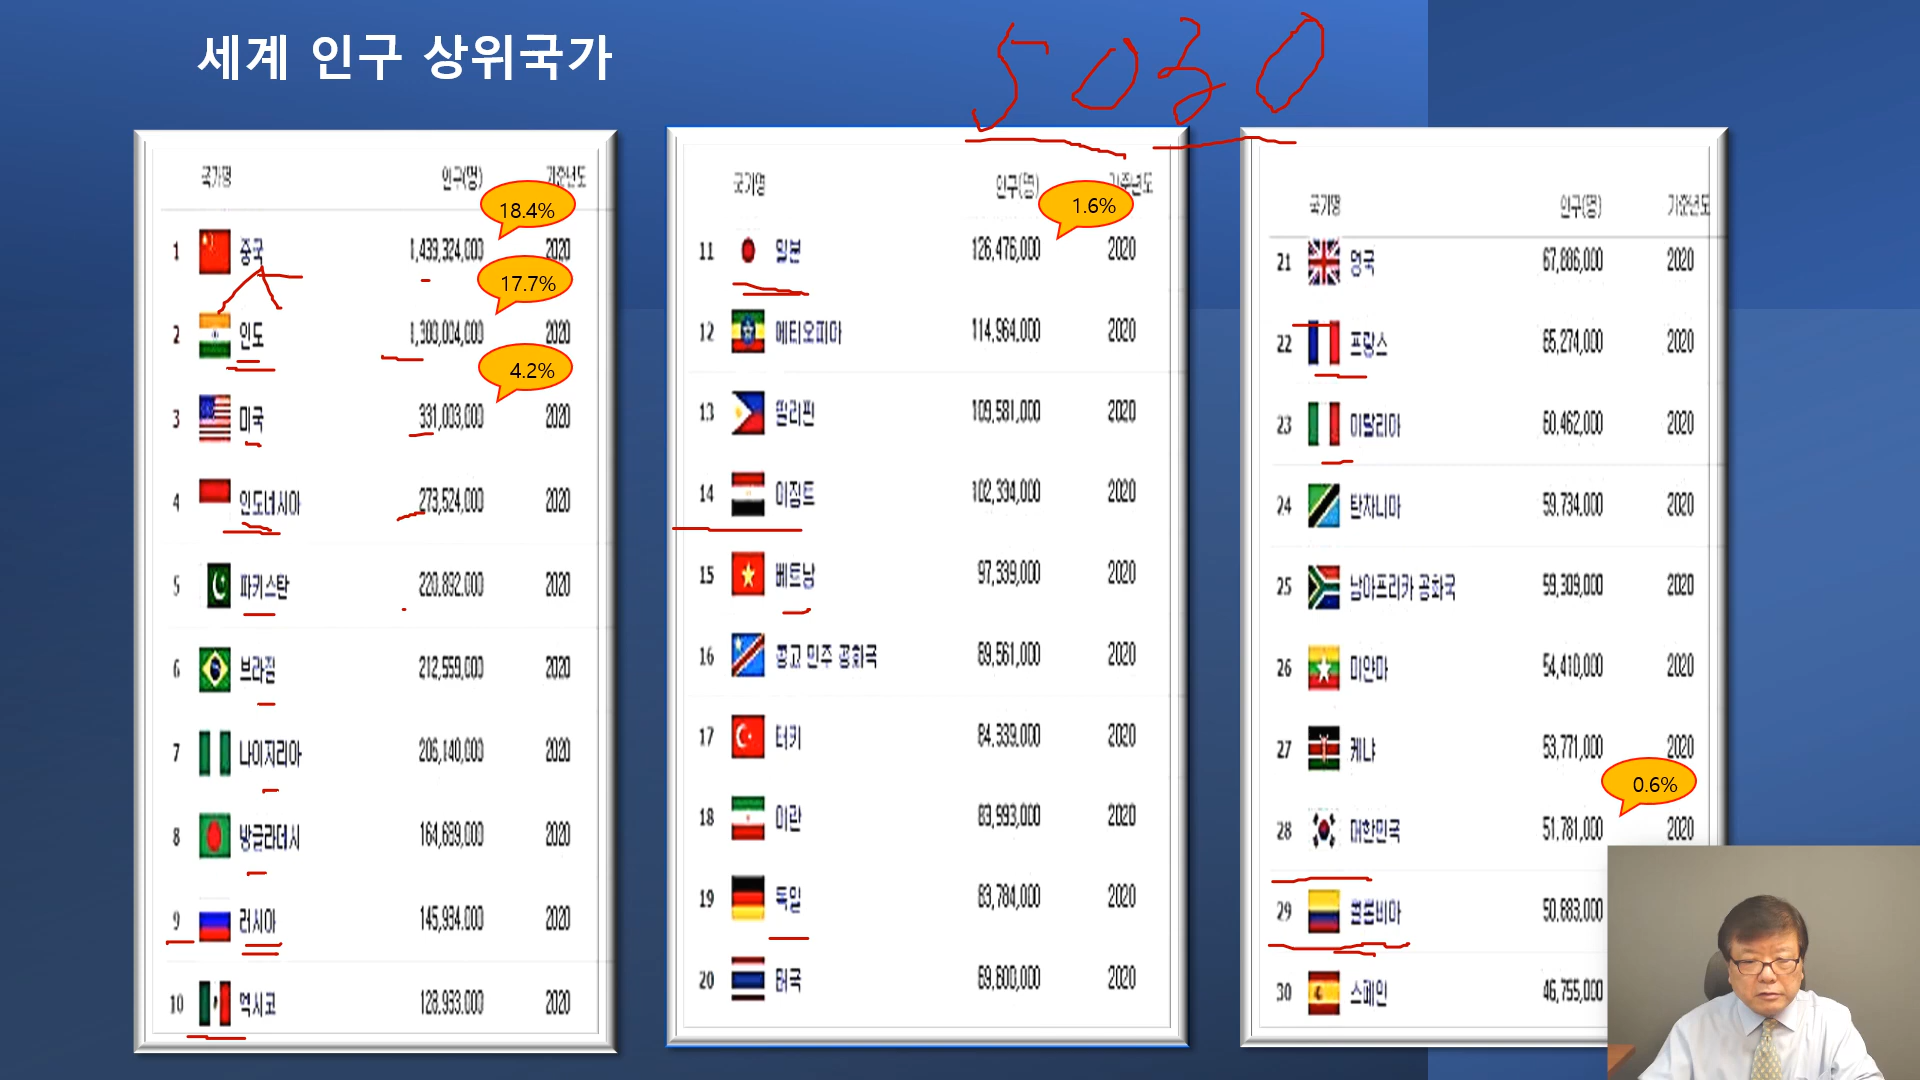 세계 인구 상위국가
5030
국가명 인구(명) 기준년도
18.4%
1 중국 1,439,324,000 2020
17.7%
2 인도 1,380,004,000 2020
4.2%
3 미국 331,003,000 2020
4 인도네시아 273,524,000 2020
5 파키스탄 220,892,000 2020
6 브라질 212,559,000 2020
7 나이지리아 206,140,000 2020
8 방글라데시 164,689,000 2020
9 러시아 145,934,000 2020
10 멕시코 128,933,000 2020
국가명 인구(명) 기준년도
1.6%
11 일본 126,476,000 2020
12 에티오피아 114,964,000 2020
13 필리핀 109,581,000 2020
14 이집트 102,334,000 2020
15 베트남 97,339,000 2020
16 콩고 민주 공화국 89,561,000 2020
17 터키 84,339,000 2020
18 이란 83,993,000 2020
19 독일 83,784,000 2020
20 태국 69,800,000 2020
국가명 인구(명) 기준년도
21 영국 67,886,000 2020
22 프랑스 65,274,000 2020
23 이탈리아 60,462,000 2020
24 탄자니아 59,734,000 2020
25 남아프리카 공화국 59,309,000 2020
26 미얀마 54,410,000 2020
27 케냐 53,771,000 2020
0.6%
28 대한민국 51,781,000 2020
29 콜롬비아 50,883,000
30 스페인 46,755,000